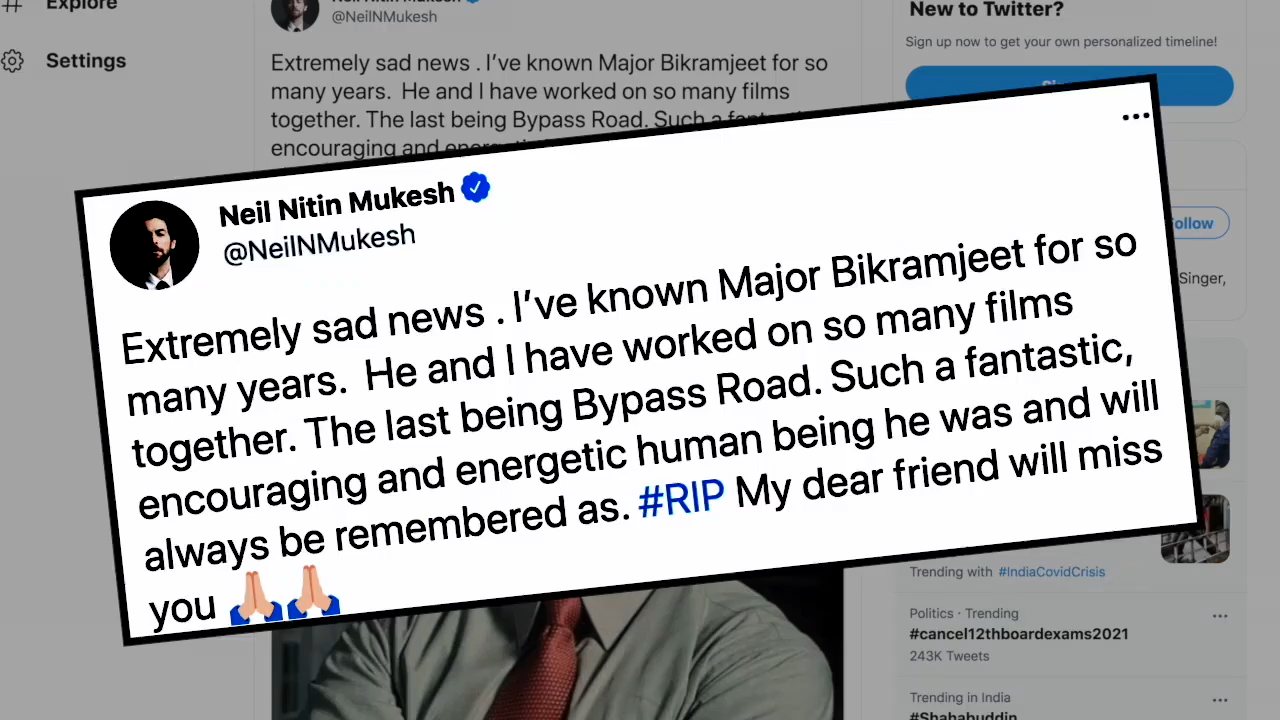 Explore
Settings
@NeilNMukesh
Extremely sad news . I’ve known Major Bikramjeet for so
many years.  He and I have worked on so many films
together. The last being Bypass Road. Such a
encouraging and
New to Twitter?
Sign up now to get your own personalized timeline!
Neil Nitin Mukesh
@NeilNMukesh
Extremely sad news . I’ve known Major Bikramjeet for so
many years.  He and I have worked on so many films
together. The last being Bypass Road. Such a fantastic,
encouraging and energetic human being he was and will
always be remembered as. #RIP My dear friend will miss
you 🙏🙏
Singer,
Trending with #IndiaCovidCrisis
Politics · Trending
#cancel12thboardexams2021
243K Tweets
Trending in India
#Shahabuddin